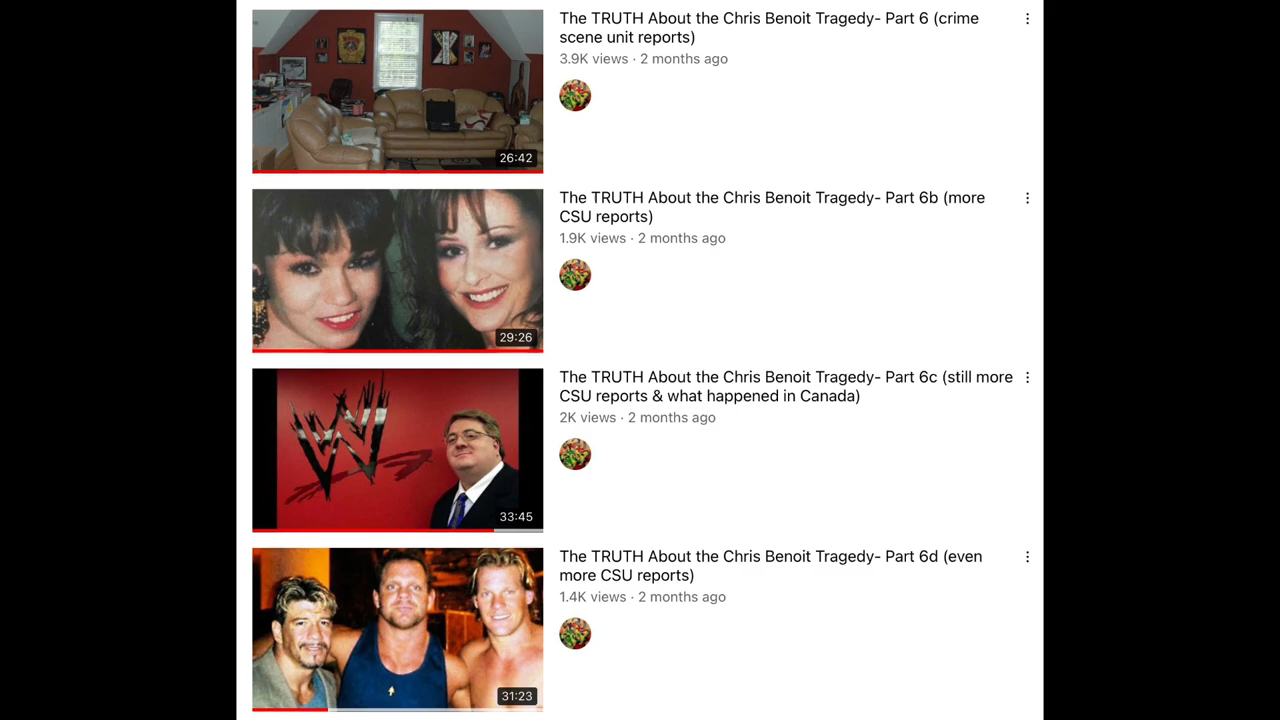 The TRUTH About the Chris Benoit Tragedy- Part 6 (crime
scene unit reports)
3.9K views · 2 months ago
26:42
The TRUTH About the Chris Benoit Tragedy- Part 6b (more
CSU reports)
1.9K views · 2 months ago
29:26
The TRUTH About the Chris Benoit Tragedy- Part 6c (still more
CSU reports & what happened in Canada)
2K views · 2 months ago
33:45
The TRUTH About the Chris Benoit Tragedy- Part 6d (even
more CSU reports)
1.4K views · 2 months ago
31:23